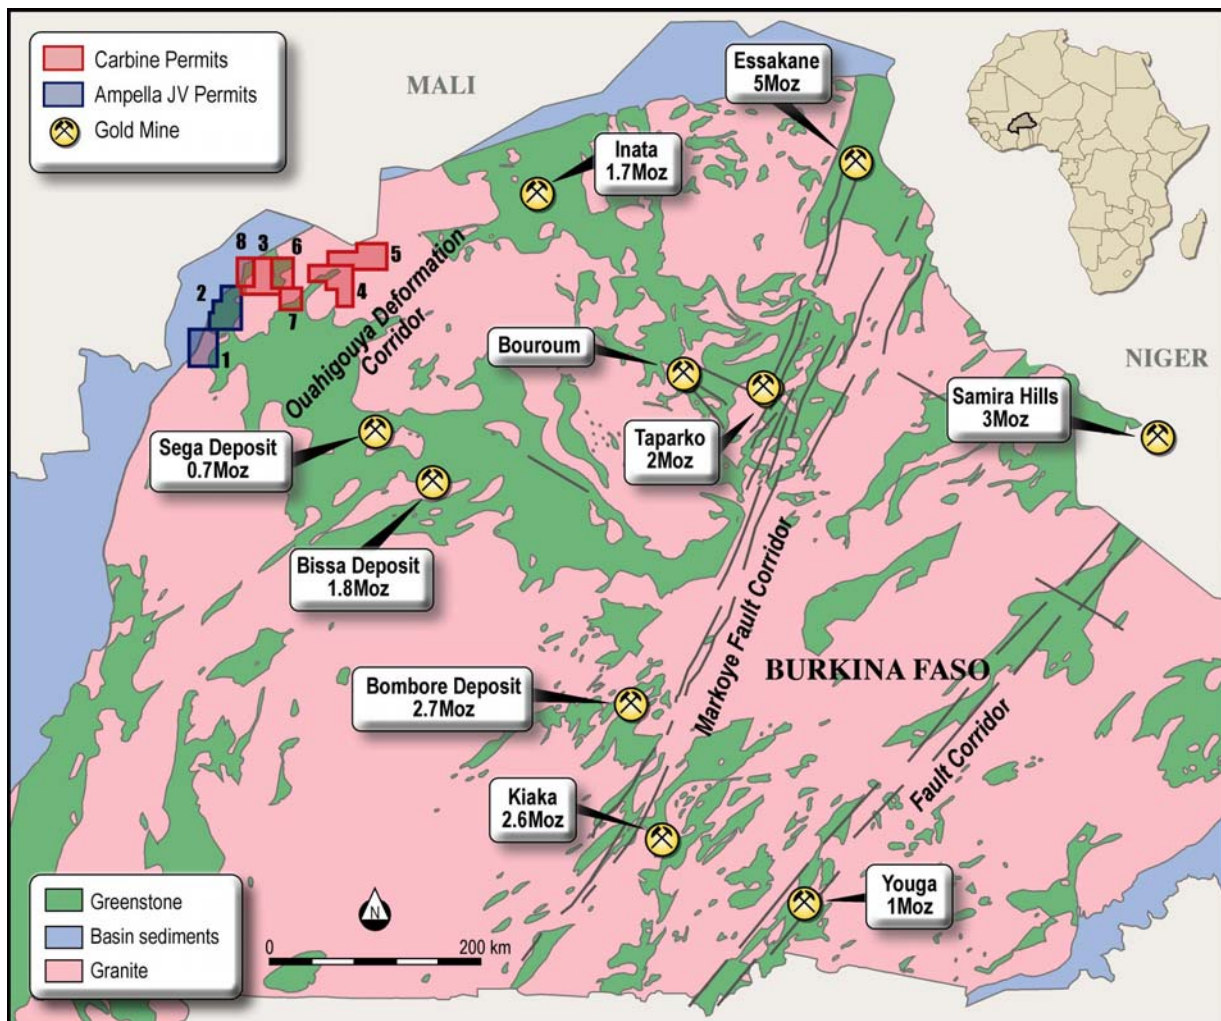 Carbine Permits
Ampella JV Permits
Gold Mine
MALI
Essakane
5Moz
Inata
1.7Moz
8
3
6
5
2
4
7
1
Ouahigouya Deformation
Corridor
NIGER
Bouroum
Samira Hills
3Moz
Taparko
2Moz
Sega Deposit
0.7Moz
Bissa Deposit
1.8Moz
Markoye Fault Corridor
BURKINA FASO
Bombore Deposit
2.7Moz
Fault Corridor
Kiaka
2.6Moz
Youga
1Moz
Greenstone
Basin sediments
Granite
N
0
200 km